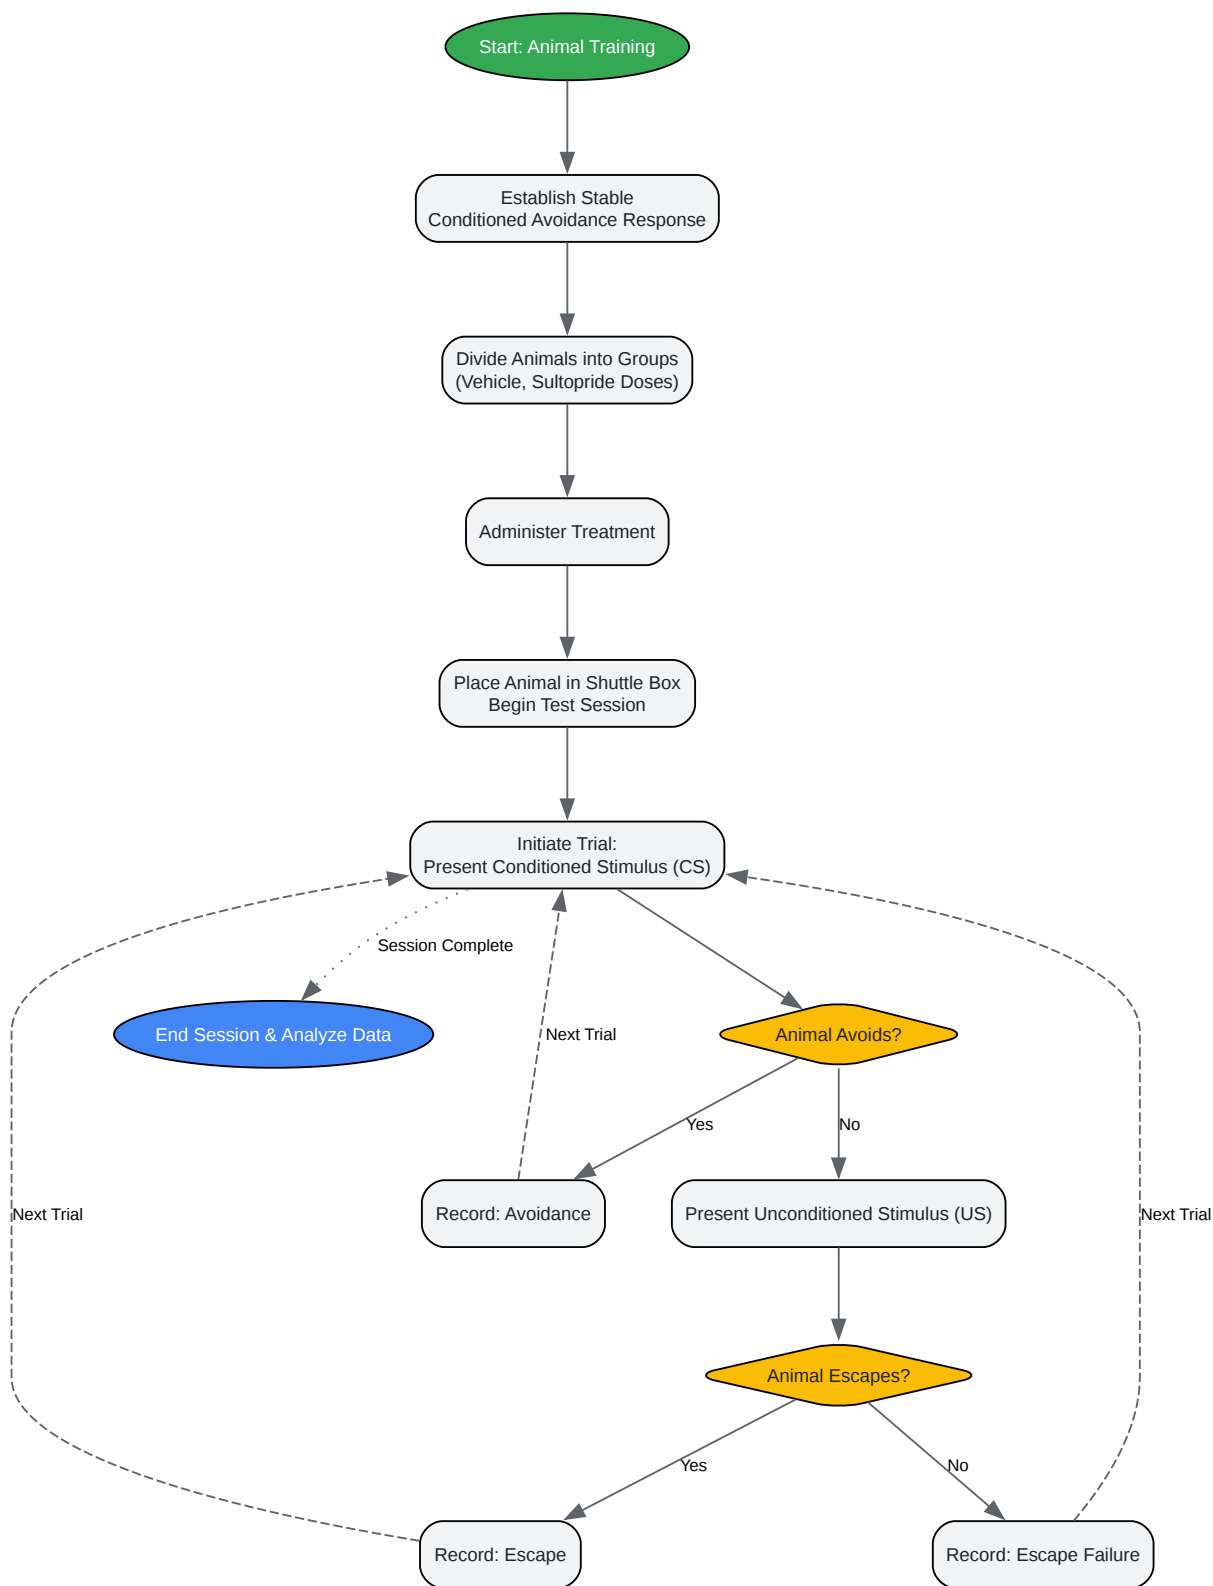 Start: Animal Training
Establish Stable
Conditioned Avoidance Response
Divide Animals into Groups
(Vehicle, Sultopride Doses)
Administer Treatment
Place Animal in Shuttle Box
Begin Test Session
Initiate Trial:
Present Conditioned Stimulus (CS)
Session Complete
End Session & Analyze Data
Next Trial
Animal Avoids?
Yes
No
Record: Avoidance
Present Unconditioned Stimulus (US)
Next Trial
Next Trial
Animal Escapes?
Yes
No
Record: Escape
Record: Escape Failure